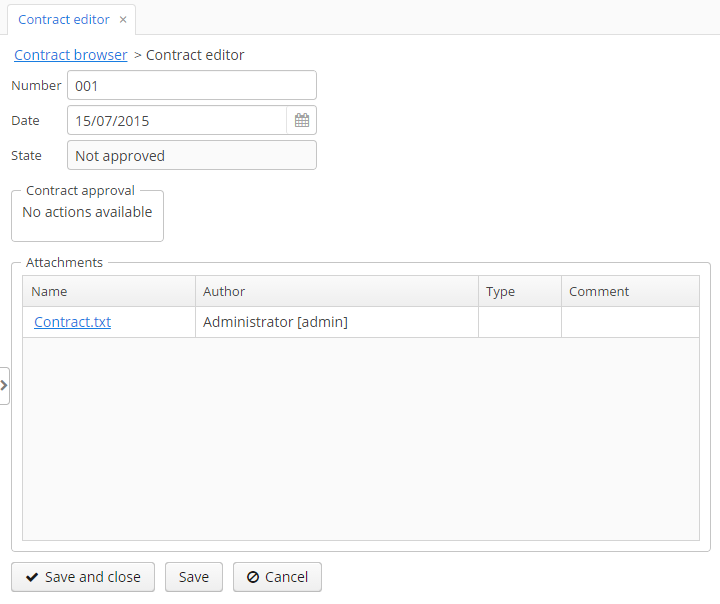 Contract editor ×
Contract browser > Contract editor
Number 001
Date 15/07/2015
State Not approved
Contract approval
No actions available
Attachments
Name Author Type Comment
Contract.txt Administrator [admin]
Save and close Save Cancel